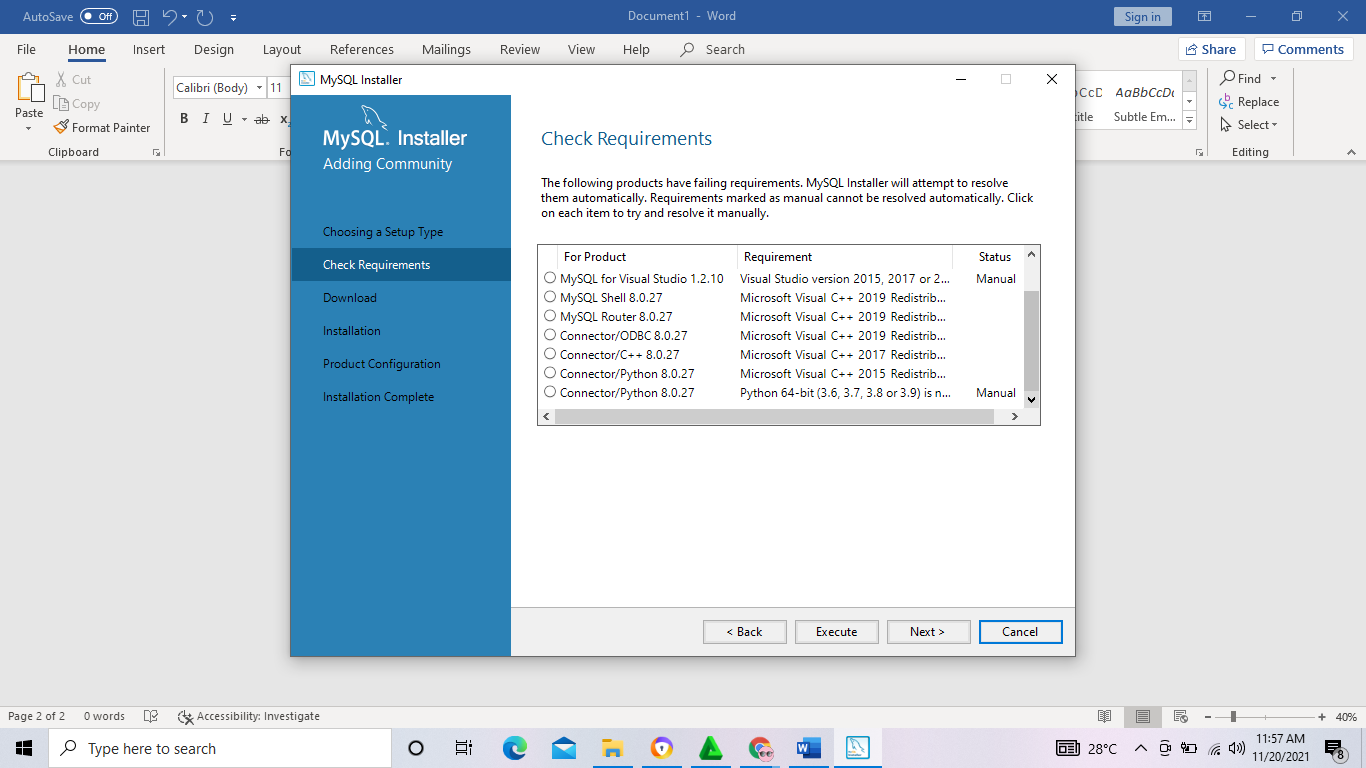 AutoSave Off
Document1 - Word
Sign in
File Home Insert Design Layout References Mailings Review View Help Search Share Comments
Paste
Cut
Copy
Format Painter
Clipboard
Calibri (Body) 11
B I U ab
AaBbCcDc
Subtle Em...
Find
Replace
Select
Editing
MySQL Installer
MySQL. Installer
Adding Community
Choosing a Setup Type
Check Requirements
Download
Installation
Product Configuration
Installation Complete
Check Requirements
The following products have failing requirements. MySQL Installer will attempt to resolve
them automatically. Requirements marked as manual cannot be resolved automatically. Click
on each item to try and resolve it manually.
For Product Requirement Status
MySQL for Visual Studio 1.2.10 Visual Studio version 2015, 2017 or 2... Manual
MySQL Shell 8.0.27 Microsoft Visual C++ 2019 Redistrib...
MySQL Router 8.0.27 Microsoft Visual C++ 2019 Redistrib...
Connector/ODBC 8.0.27 Microsoft Visual C++ 2019 Redistrib...
Connector/C++ 8.0.27 Microsoft Visual C++ 2017 Redistrib...
Connector/Python 8.0.27 Microsoft Visual C++ 2015 Redistrib...
Connector/Python 8.0.27 Python 64-bit (3.6, 3.7, 3.8 or 3.9) is n... Manual
< Back Execute Next > Cancel
Page 2 of 2 0 words Accessibility: Investigate 40%
Type here to search
28°C
11:57 AM
11/20/2021
8